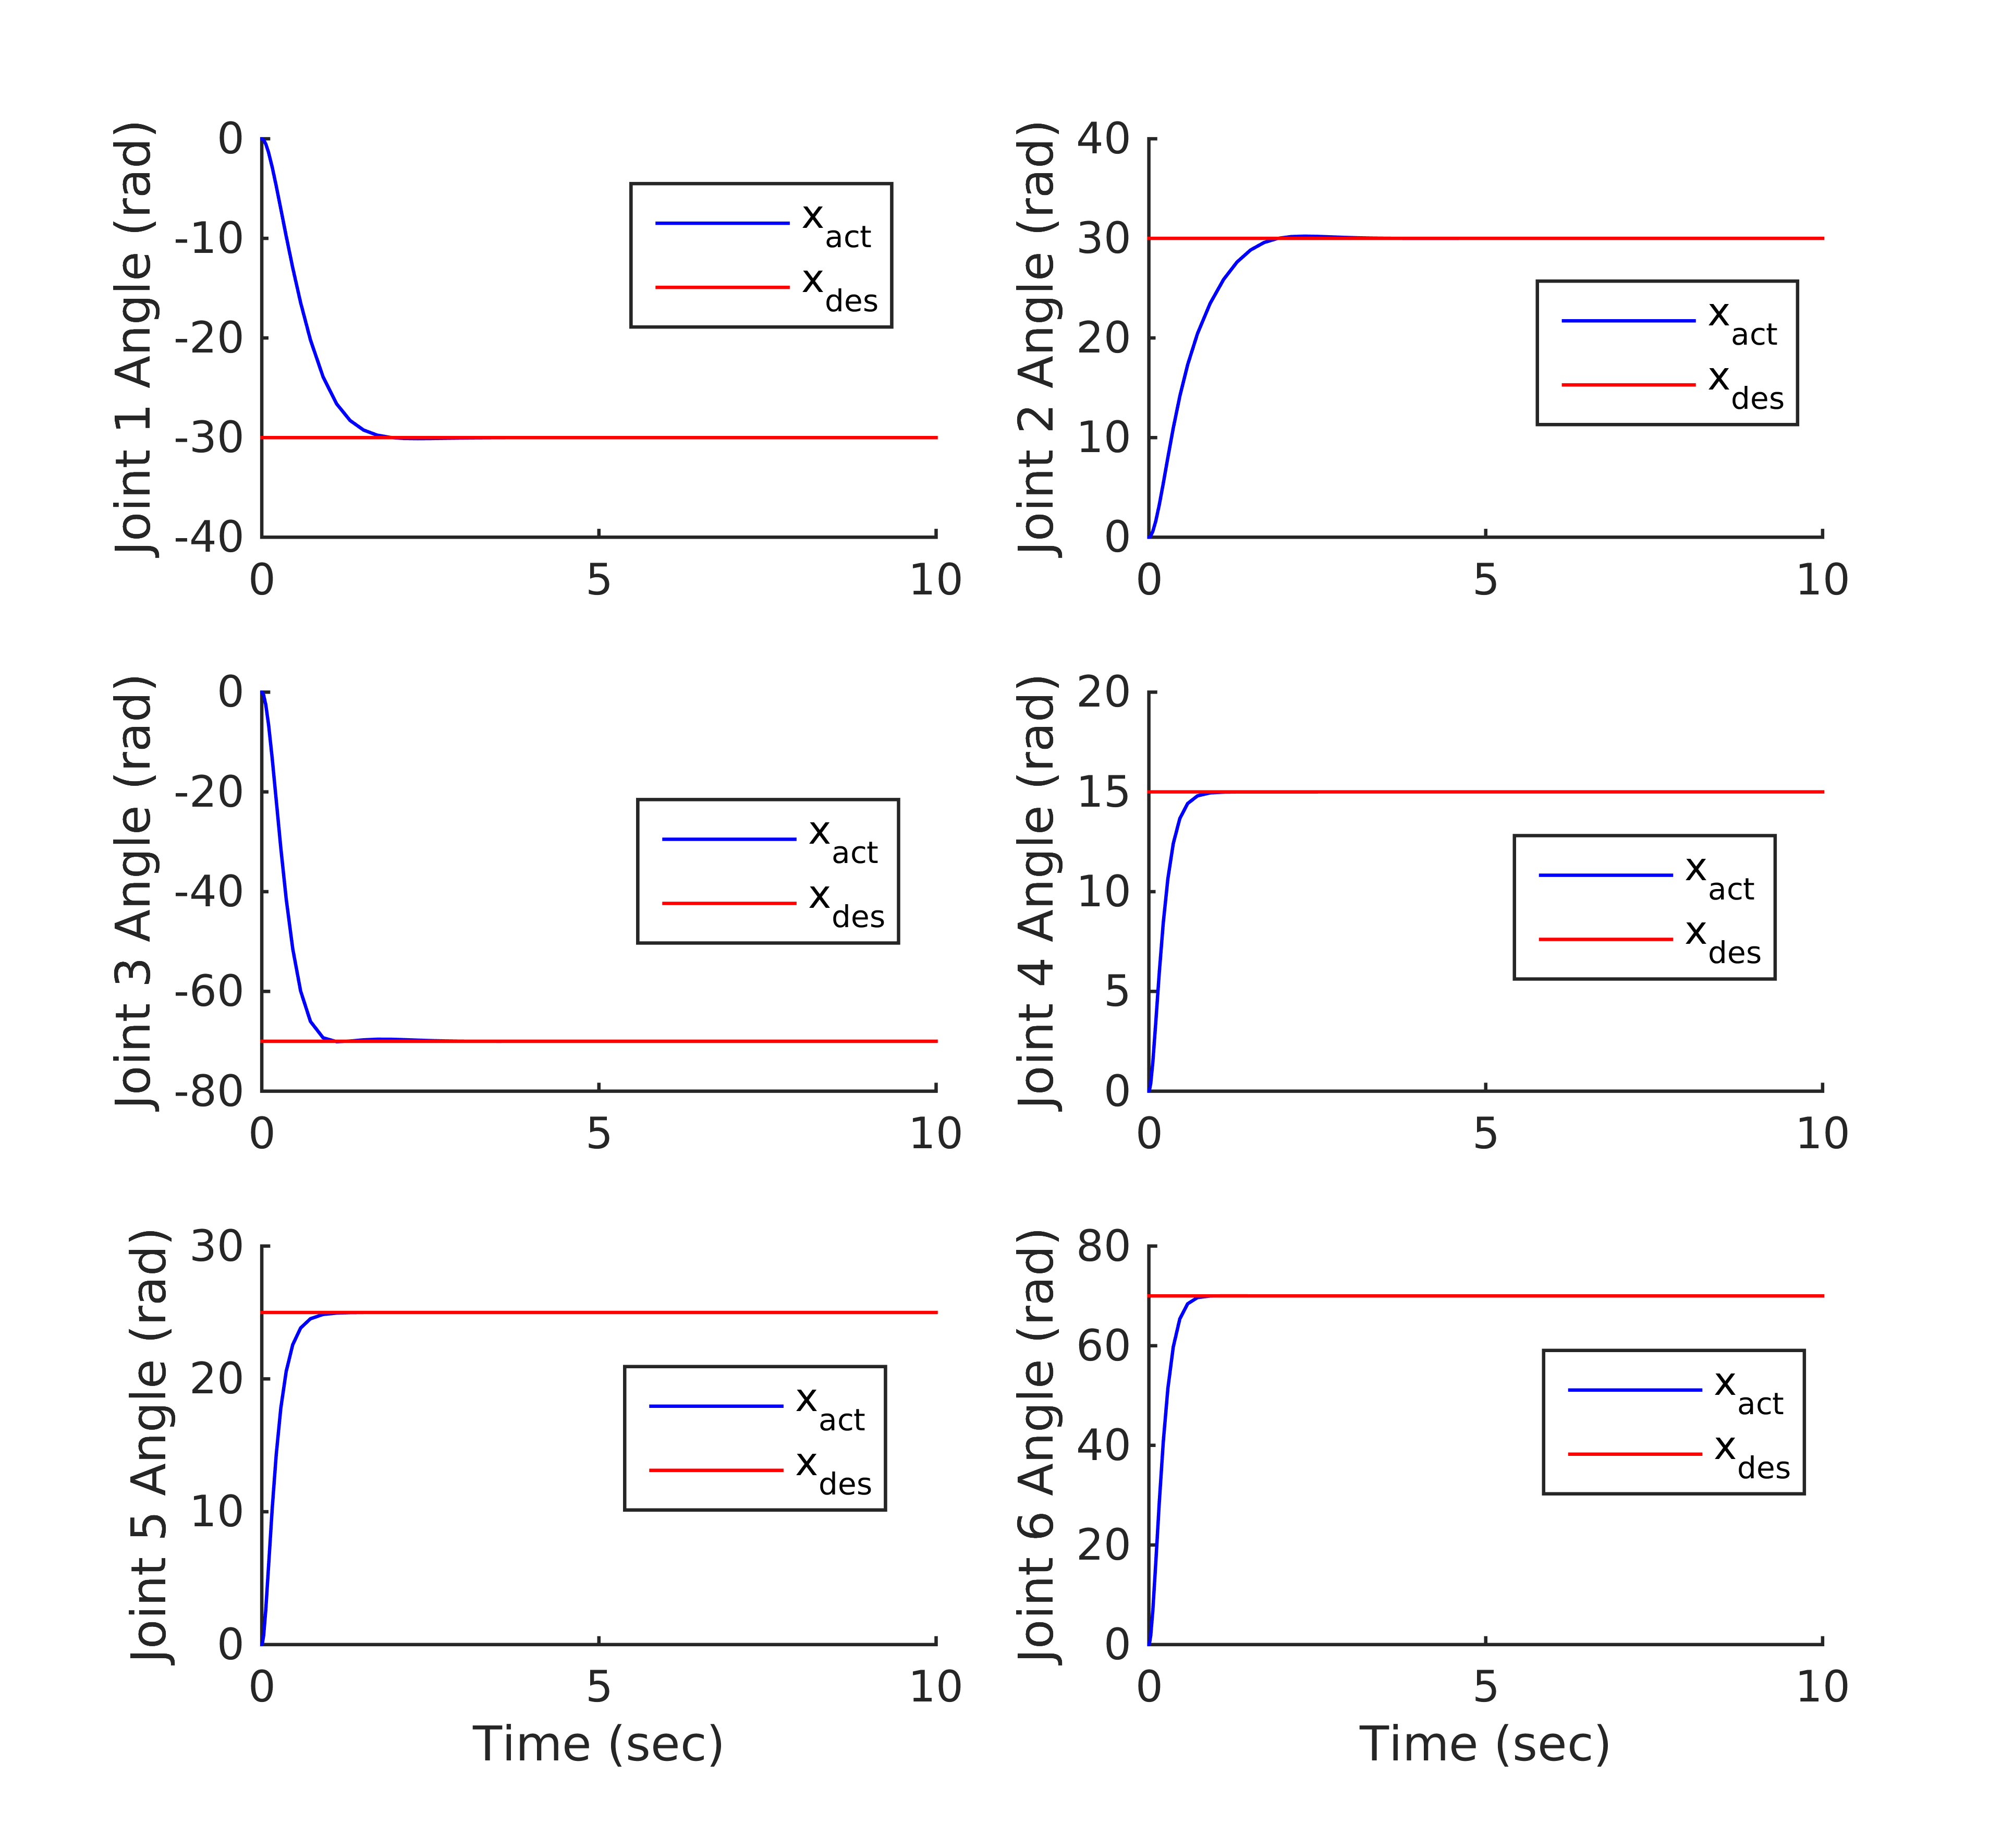 Joint 1 Angle (rad)
0
-10
-20
-30
-40
0 5 10
x_act
x_des
Joint 2 Angle (rad)
40
30
20
10
0
0 5 10
x_act
x_des
Joint 3 Angle (rad)
0
-20
-40
-60
-80
0 5 10
x_act
x_des
Joint 4 Angle (rad)
20
15
10
5
0
0 5 10
x_act
x_des
Joint 5 Angle (rad)
30
20
10
0
0 5 10
Time (sec)
x_act
x_des
Joint 6 Angle (rad)
80
60
40
20
0
0 5 10
Time (sec)
x_act
x_des